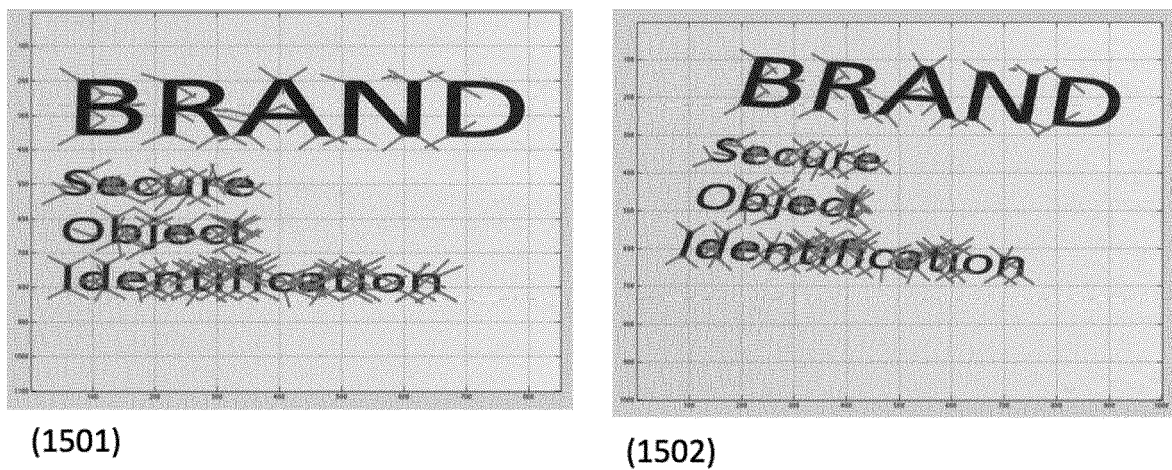 BRAND
Secure
Object
Identification
(1501)
BRAND
Secure
Object
Identification
(1502)